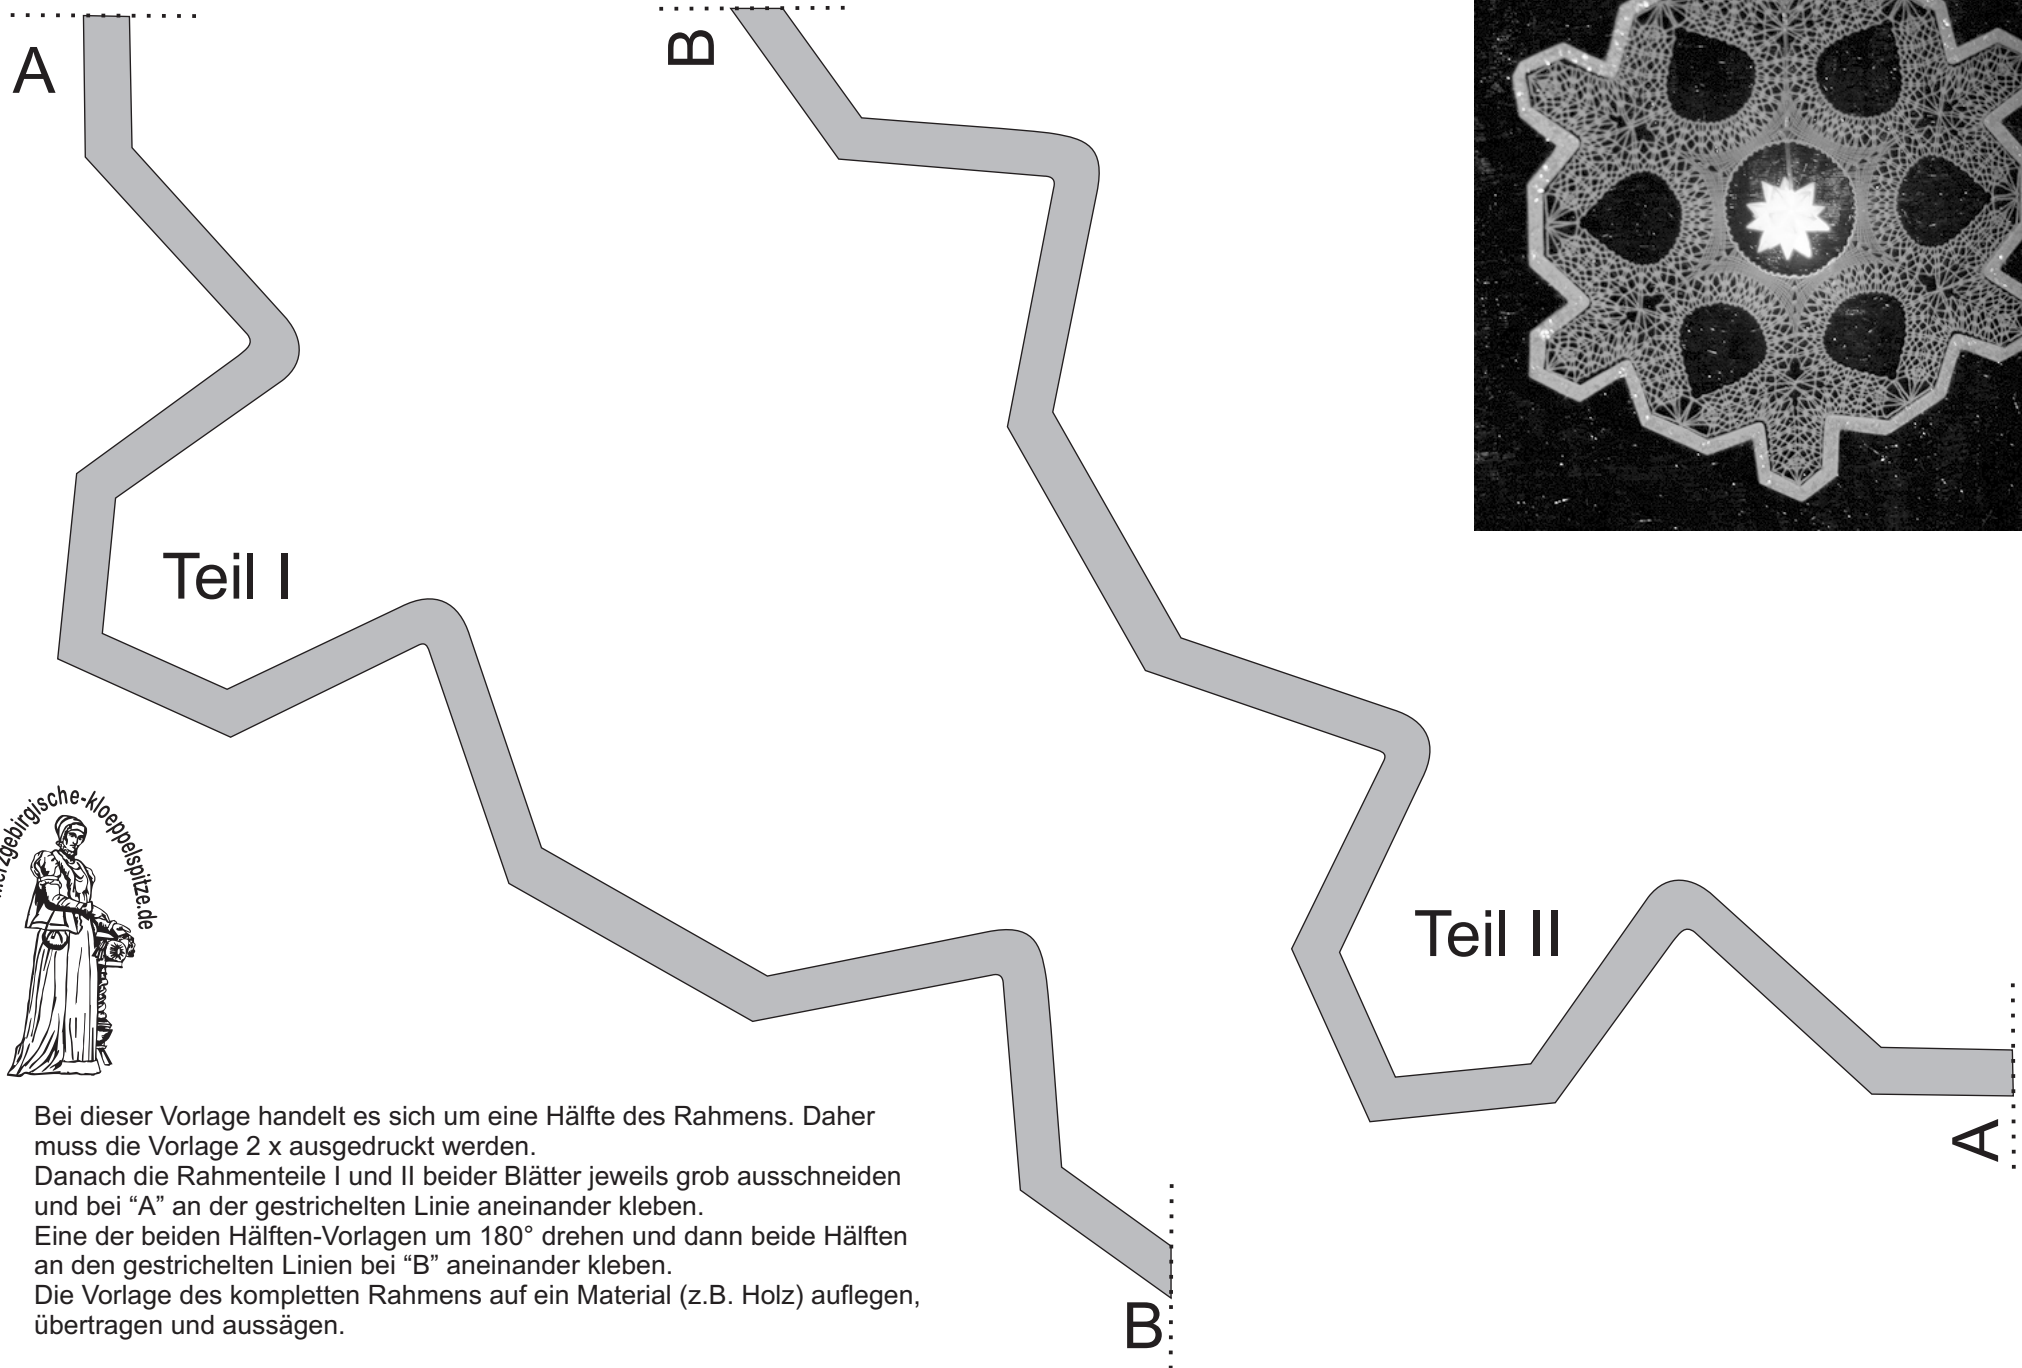 A
B
Teil I
Teil II
A
erzgebirgische-kloeppelspitze.de
Bei dieser Vorlage handelt es sich um eine Hälfte des Rahmens. Daher
muss die Vorlage 2 x ausgedruckt werden.
Danach die Rahmenteile I und II beider Blätter jeweils grob ausschneiden
und bei “A” an der gestrichelten Linie aneinander kleben.
Eine der beiden Hälften-Vorlagen um 180° drehen und dann beide Hälften
an den gestrichelten Linien bei “B” aneinander kleben.
Die Vorlage des kompletten Rahmens auf ein Material (z.B. Holz) auflegen,
übertragen und aussägen.
B